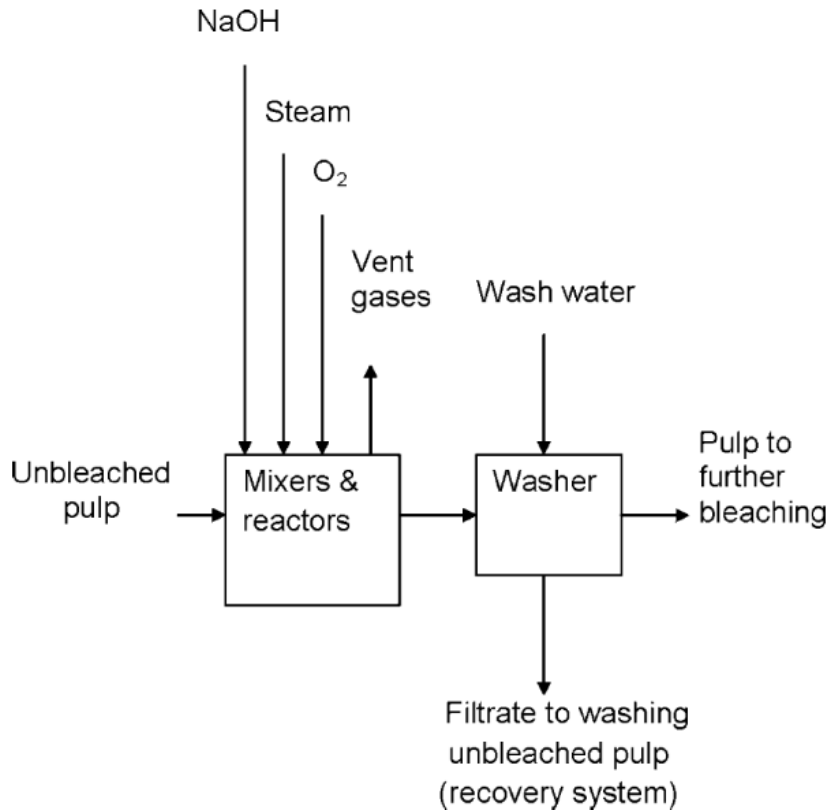 NaOH
Steam
O₂
Vent
gases
Wash water
Unbleached
pulp
Mixers &
reactors
Washer
Pulp to
further
bleaching
Filtrate to washing
unbleached pulp
(recovery system)